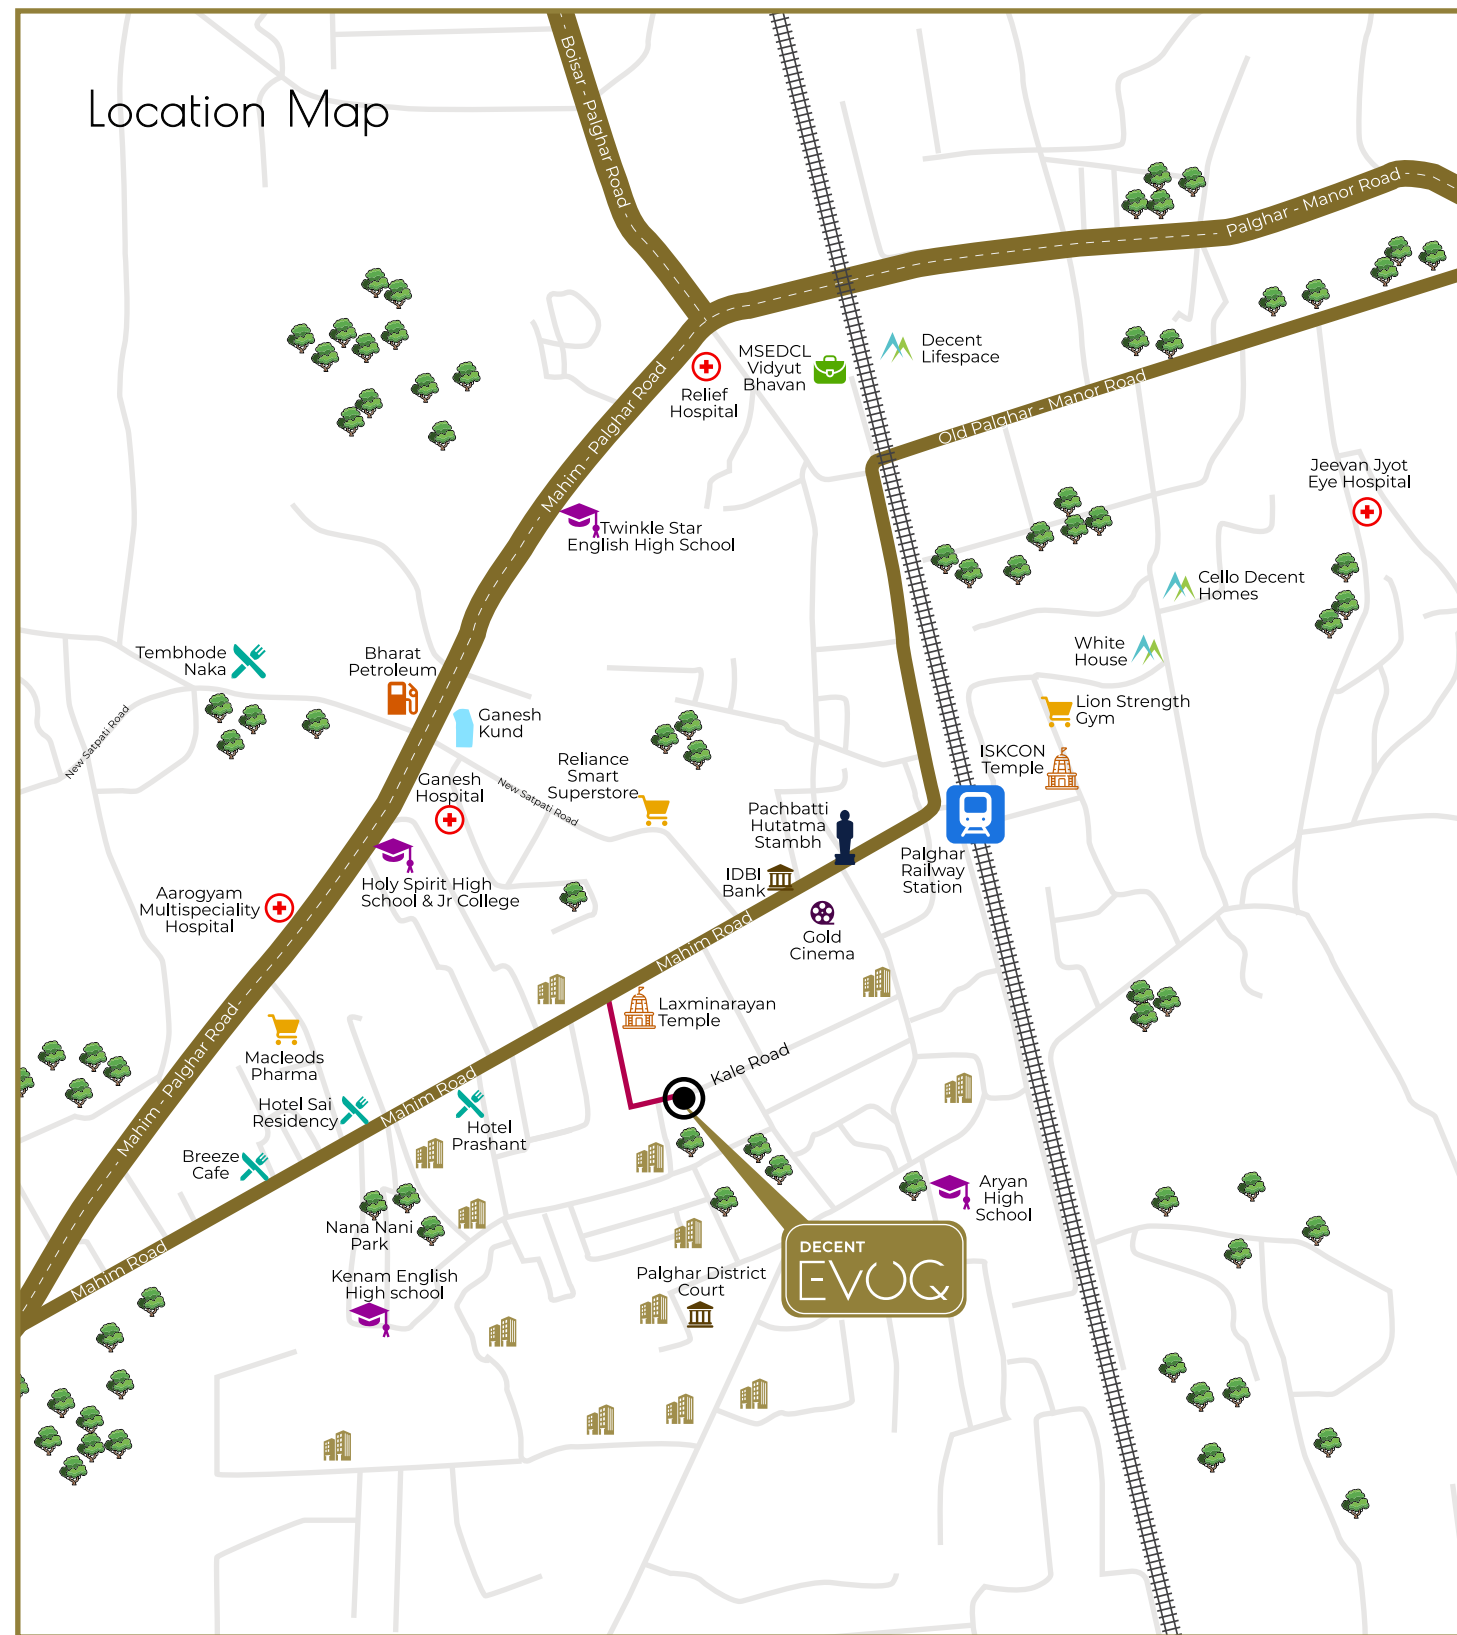 Location Map
Boisar - Palghar Road
Palghar - Manor Road
Decent
Lifespace
MSEDCL
Vidyut
Bhavan
Relief
Hospital
Mahim - Palghar Road
Old Palghar - Manor Road
Jeevan Jyot
Eye Hospital
Twinkle Star
English High School
Cello Decent
Homes
White
House
Tembhode
Naka
Bharat
Petroleum
Lion Strength
Gym
Ganesh
Kund
New Satpati Road
ISKCON
Temple
Reliance
Smart
Superstore
Ganesh
Hospital
New Satpati Road
Pachbatti
Hutatma
Stambh
Palghar
Railway
Station
IDBI
Bank
Holy Spirit High
School & Jr College
Aarogyam
Multispeciality
Hospital
Gold
Cinema
Mahim Road
Laxminarayan
Temple
Mahim - Palghar Road
Macleods
Pharma
Kale Road
Hotel Sai
Residency
Mahim Road
Hotel
Prashant
Breeze
Cafe
Aryan
High
School
Nana Nani
Park
Mahim Road
Kenam English
High school
Palghar District
Court
DECENT
EVOQ